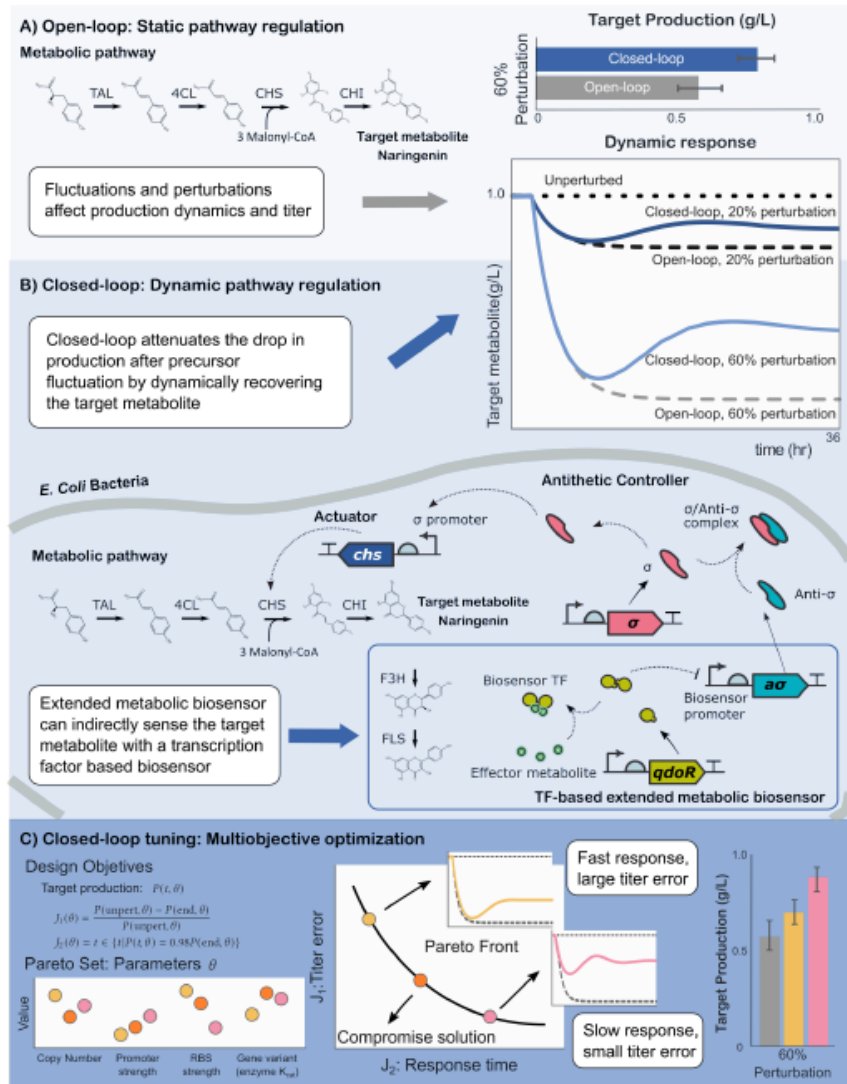 A) Open-loop: Static pathway regulation
Metabolic pathway
TAL
4CL
CHS
CHI
3 Malonyl-CoA
Target metabolite
Naringenin
Fluctuations and perturbations
affect production dynamics and titer
Target Production (g/L)
60%
Perturbation
Closed-loop
Open-loop
0
0.5
1.0
Dynamic response
1.0
Unperturbed
Closed-loop, 20% perturbation
Open-loop, 20% perturbation
Closed-loop, 60% perturbation
Open-loop, 60% perturbation
Target metabolite(g/L)
36
time (hr)
B) Closed-loop: Dynamic pathway regulation
Closed-loop attenuates the drop in
production after precursor
fluctuation by dynamically recovering
the target metabolite
E. Coli Bacteria
Antithetic Controller
Actuator
σ promoter
chs
σ/Anti-σ
complex
σ
Anti-σ
σ
Metabolic pathway
TAL
4CL
CHS
CHI
3 Malonyl-CoA
Target metabolite
Naringenin
Extended metabolic biosensor
can indirectly sense the target
metabolite with a transcription
factor based biosensor
F3H
FLS
Biosensor TF
Effector metabolite
Biosensor
promoter
aσ
qdoR
TF-based extended metabolic biosensor
C) Closed-loop tuning: Multiobjective optimization
Design Objetives
Target production: P(t, θ)
J₁(θ) = P(unpert, θ) − P(end, θ)
P(unpert, θ)
J₂(θ) = t ∈ {t|P(t, θ) = 0.98P(end, θ)}
Pareto Set: Parameters θ
Value
Copy Number
Promoter
strength
RBS
strength
Gene variant
(enzyme Kcat)
J₁:Titer error
Pareto Front
Compromise solution
J₂: Response time
Fast response,
large titer error
Slow response,
small titer error
Target Production (g/L)
1.0
0.5
0
60%
Perturbation